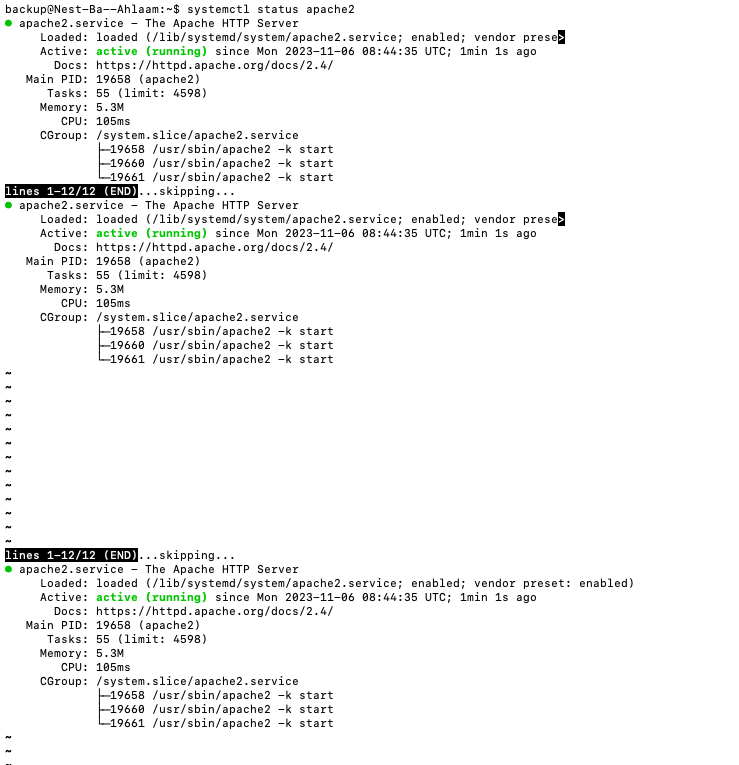 backup@Nest-Ba--Ahlaam:~$ systemctl status apache2
● apache2.service - The Apache HTTP Server
     Loaded: loaded (/lib/systemd/system/apache2.service; enabled; vendor prese>
     Active: active (running) since Mon 2023-11-06 08:44:35 UTC; 1min 1s ago
       Docs: https://httpd.apache.org/docs/2.4/
   Main PID: 19658 (apache2)
      Tasks: 55 (limit: 4598)
     Memory: 5.3M
        CPU: 105ms
     CGroup: /system.slice/apache2.service
             ├─19658 /usr/sbin/apache2 -k start
             ├─19660 /usr/sbin/apache2 -k start
             └─19661 /usr/sbin/apache2 -k start
lines 1-12/12 (END)...skipping...
● apache2.service - The Apache HTTP Server
     Loaded: loaded (/lib/systemd/system/apache2.service; enabled; vendor prese>
     Active: active (running) since Mon 2023-11-06 08:44:35 UTC; 1min 1s ago
       Docs: https://httpd.apache.org/docs/2.4/
   Main PID: 19658 (apache2)
      Tasks: 55 (limit: 4598)
     Memory: 5.3M
        CPU: 105ms
     CGroup: /system.slice/apache2.service
             ├─19658 /usr/sbin/apache2 -k start
             ├─19660 /usr/sbin/apache2 -k start
             └─19661 /usr/sbin/apache2 -k start
~
~
~
~
~
~
~
~
~
~
~
~
~
lines 1-12/12 (END)...skipping...
● apache2.service - The Apache HTTP Server
     Loaded: loaded (/lib/systemd/system/apache2.service; enabled; vendor preset: enabled)
     Active: active (running) since Mon 2023-11-06 08:44:35 UTC; 1min 1s ago
       Docs: https://httpd.apache.org/docs/2.4/
   Main PID: 19658 (apache2)
      Tasks: 55 (limit: 4598)
     Memory: 5.3M
        CPU: 105ms
     CGroup: /system.slice/apache2.service
             ├─19658 /usr/sbin/apache2 -k start
             ├─19660 /usr/sbin/apache2 -k start
             └─19661 /usr/sbin/apache2 -k start
~
~
~